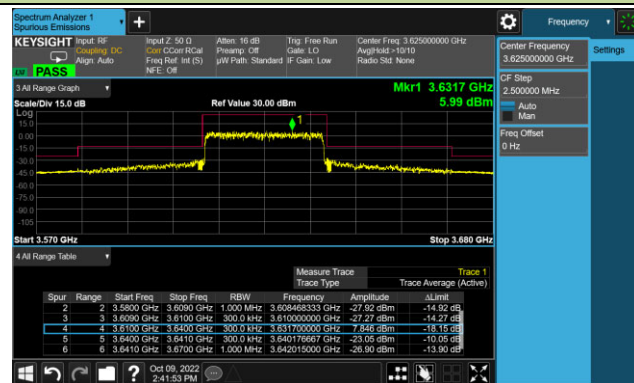 Spectrum Analyzer 1
Spurious Emissions
Frequency
KEYSIGHT Input: RF
Coupling: DC
Align: Auto
Input Z: 50 Ω
Corr CCorr RCal
Freq Ref: Int (S)
NFE: Off
Atten: 16 dB
Preamp: Off
µW Path: Standard
Trig: Free Run
Gate: LO
IF Gain: Low
Center Freq: 3.625000000 GHz
Avg|Hold:>10/10
Radio Std: None
PASS
Center Frequency
3.625000000 GHz
Settings
CF Step
2.500000 MHz
Auto
Man
Freq Offset
0 Hz
3 All Range Graph
Mkr1 3.6317 GHz
5.99 dBm
Scale/Div 15.0 dB
Ref Value 30.00 dBm
Log
15.0
0.00
-15.0
-30.0
-45.0
-60.0
-75.0
-90.0
-105
1
Start 3.570 GHz
Stop 3.680 GHz
4 All Range Table
Measure Trace Trace 1
Trace Type Trace Average (Active)
Spur Range Start Freq Stop Freq RBW Frequency Amplitude ΔLimit
2 2 3.5800 GHz 3.6090 GHz 1.000 MHz 3.608468333 GHz -27.92 dBm -14.92 dB
3 3 3.6090 GHz 3.6100 GHz 300.0 kHz 3.610000000 GHz -27.27 dBm -14.27 dB
4 4 3.6100 GHz 3.6400 GHz 300.0 kHz 3.631700000 GHz 7.846 dBm -18.15 dB
5 5 3.6400 GHz 3.6410 GHz 300.0 kHz 3.640176667 GHz -23.05 dBm -10.05 dB
6 6 3.6410 GHz 3.6700 GHz 1.000 MHz 3.642015000 GHz -26.90 dBm -13.90 dB
Oct 09, 2022
2:41:53 PM